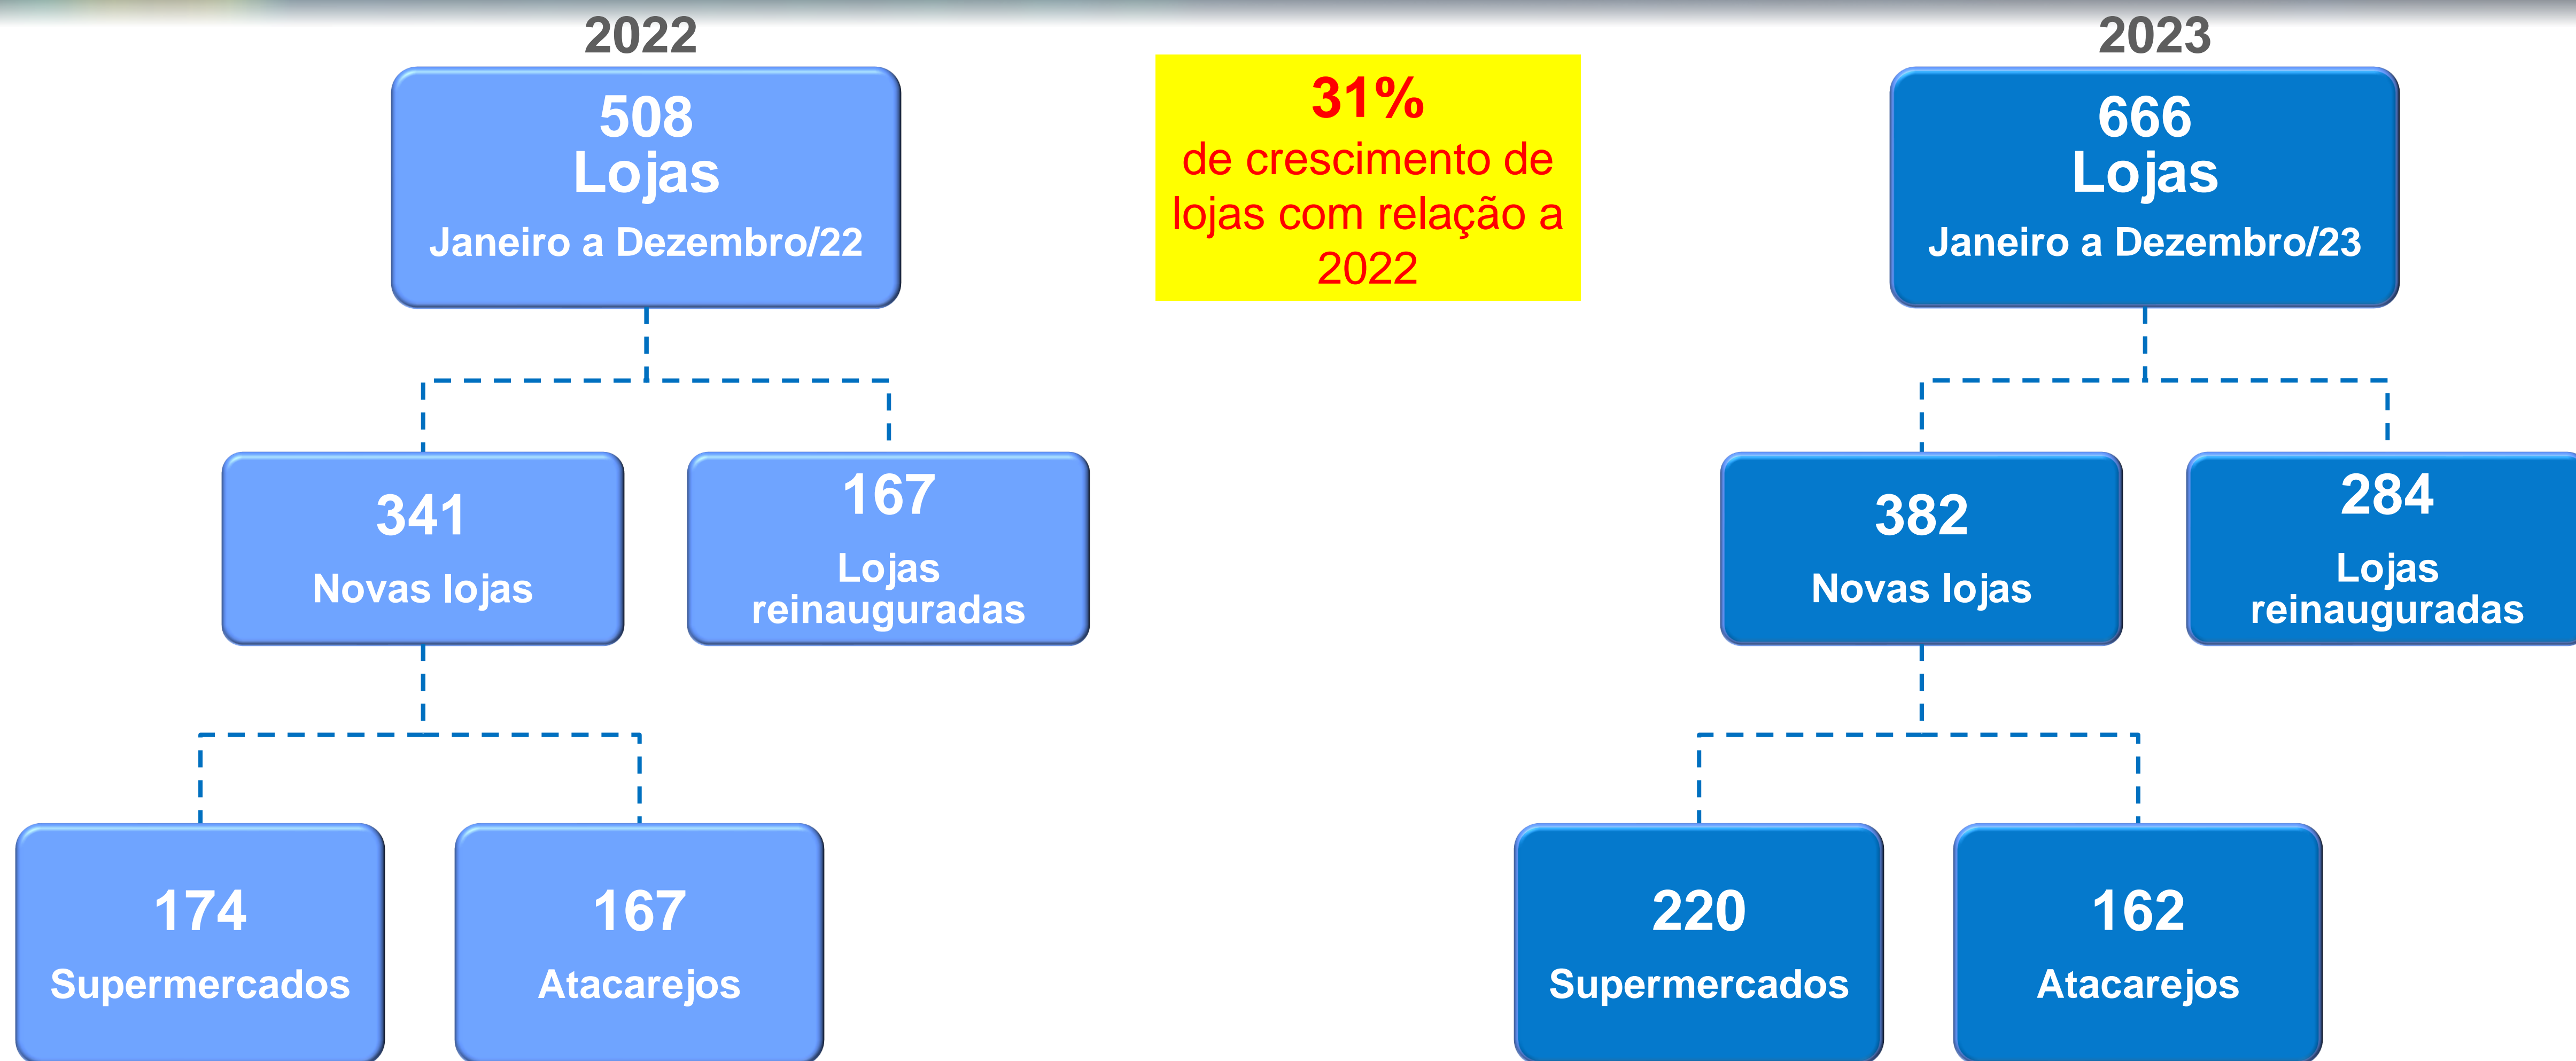 2022
508
Lojas
Janeiro a Dezembro/22
341
Novas lojas
167
Lojas
reinauguradas
174
Supermercados
167
Atacarejos
31%
de crescimento de
lojas com relação a
2022
2023
666
Lojas
Janeiro a Dezembro/23
382
Novas lojas
284
Lojas
reinauguradas
220
Supermercados
162
Atacarejos